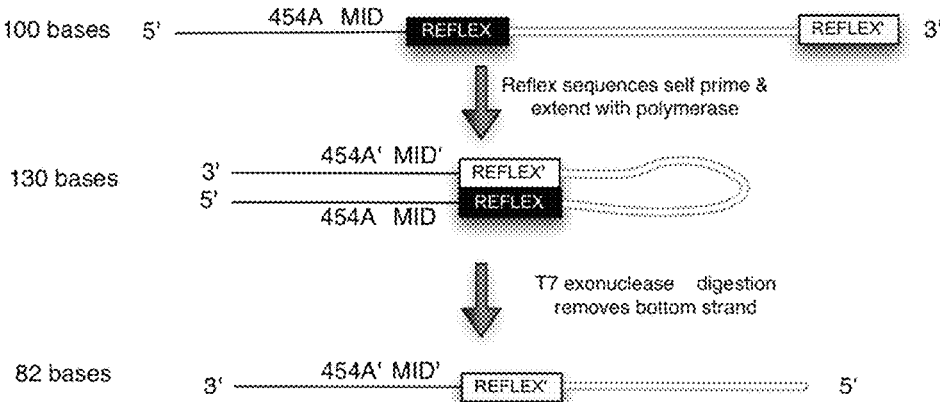 454A MID
100 bases 5' REFLEX REFLEX' 3'
Reflex sequences self prime &
extend with polymerase
454A' MID'
130 bases 3' REFLEX'
5' REFLEX
454A MID
T7 exonuclease digestion
removes bottom strand
82 bases 454A' MID'
3' REFLEX' 5'